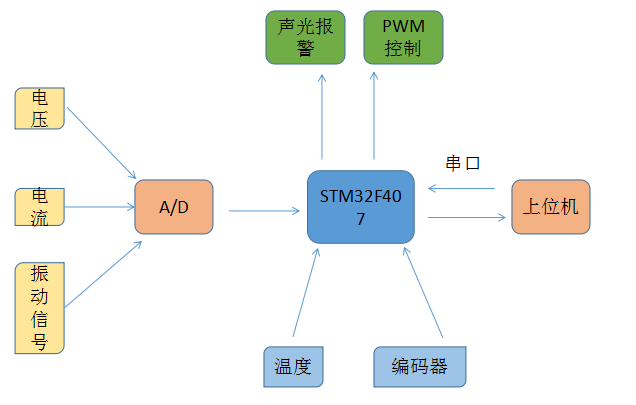 声光报
警
PWM
控制
电
压
串口
电
流
A/D
STM32F40
7
上位机
振
动
信
号
温度
编码器